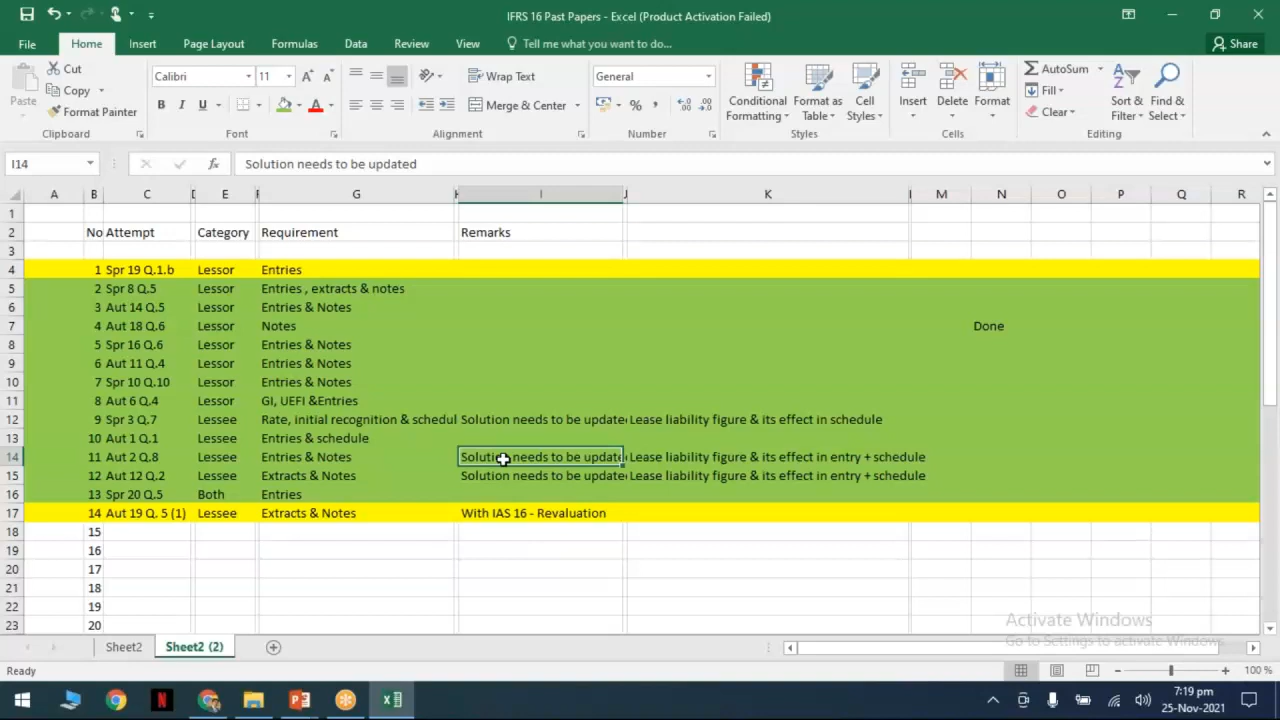 IFRS 16 Past Papers - Excel (Product Activation Failed)
File Home Insert Page Layout Formulas Data Review View Tell me what you want to do... Share
Cut
Copy
Format Painter
Paste
Calibri 11
B I U
Wrap Text
Merge & Center
General
Conditional Formatting
Format as Table
Cell Styles
Insert Delete Format
AutoSum
Fill
Clear
Sort & Filter
Find & Select
Clipboard Font Alignment Number Styles Cells Editing
I14 fx Solution needs to be updated
A B C E G I K M N O P Q R
1
2 No Attempt Category Requirement Remarks
3
4 1 Spr 19 Q.1.b Lessor Entries
5 2 Spr 8 Q.5 Lessor Entries , extracts & notes
6 3 Aut 14 Q.5 Lessor Entries & Notes
7 4 Aut 18 Q.6 Lessor Notes Done
8 5 Spr 16 Q.6 Lessor Entries & Notes
9 6 Aut 11 Q.4 Lessor Entries & Notes
10 7 Spr 10 Q.10 Lessor Entries & Notes
11 8 Aut 6 Q.4 Lessor GI, UEFI &Entries
12 9 Spr 3 Q.7 Lessee Rate, initial recognition & schedul Solution needs to be update Lease liability figure & its effect in schedule
13 10 Aut 1 Q.1 Lessee Entries & schedule
14 11 Aut 2 Q.8 Lessee Entries & Notes Solution needs to be update Lease liability figure & its effect in entry + schedule
15 12 Aut 12 Q.2 Lessee Extracts & Notes Solution needs to be update Lease liability figure & its effect in entry + schedule
16 13 Spr 20 Q.5 Both Entries
17 14 Aut 19 Q. 5 (1) Lessee Extracts & Notes With IAS 16 - Revaluation
18 15
19 16
20 17
21 18
22 19
23 20
Activate Windows
Go to Settings to activate Windows.
Sheet2 Sheet2 (2)
Ready 100 %
7:19 pm
25-Nov-2021